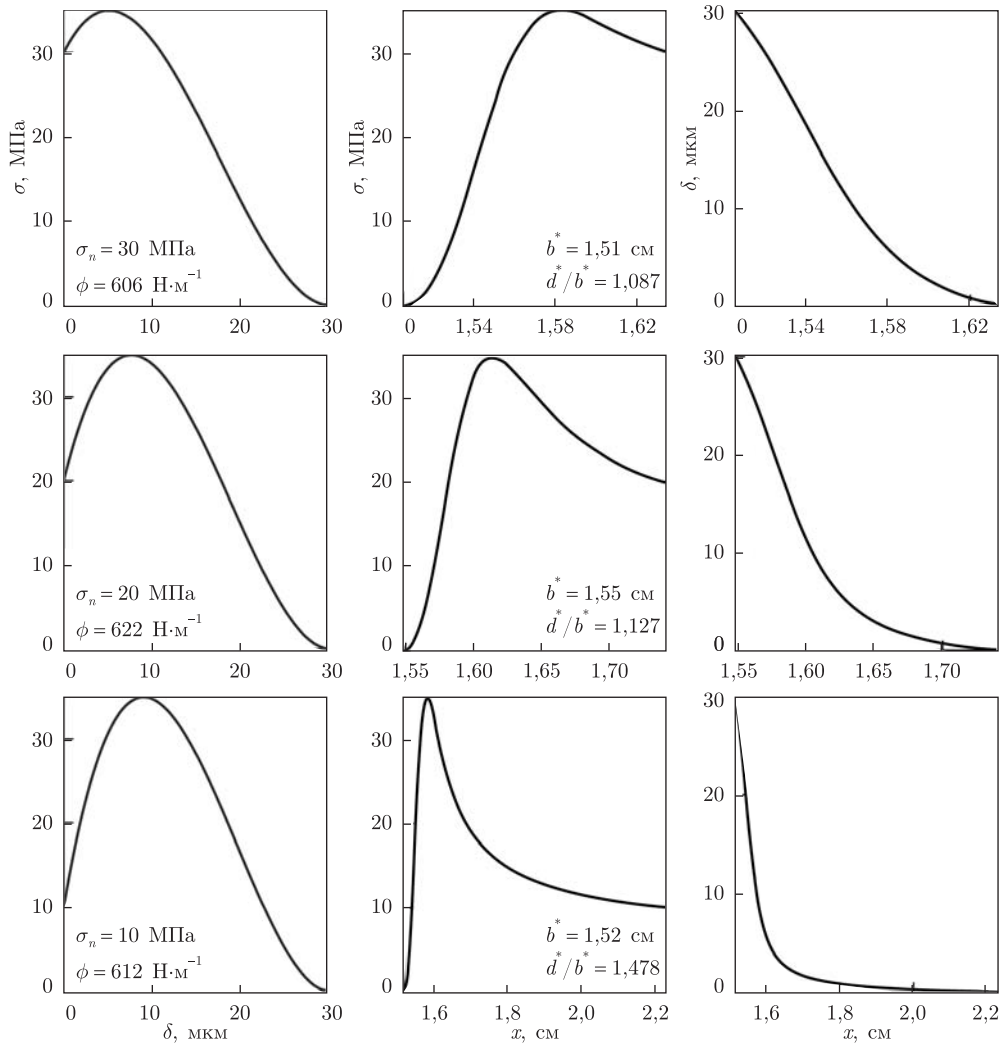 σ, МПа
30
20
10
0
σₙ = 30 МПа
ϕ = 606 Н·м⁻¹
0 10 20 30
σ, МПа
30
20
10
0
b* = 1,51 см
d*/b* = 1,087
0 1,54 1,58 1,62
δ, мкм
30
20
10
0
0 1,54 1,58 1,62
30
20
10
0
σₙ = 20 МПа
ϕ = 622 Н·м⁻¹
0 10 20 30
30
20
10
0
b* = 1,55 см
d*/b* = 1,127
1,55 1,60 1,65 1,70
30
20
10
0
1,55 1,60 1,65 1,70
30
20
10
0
σₙ = 10 МПа
ϕ = 612 Н·м⁻¹
0 10 20 30
δ, мкм
30
20
10
0
b* = 1,52 см
d*/b* = 1,478
1,6 1,8 2,0 2,2
x, см
30
20
10
0
1,6 1,8 2,0 2,2
x, см